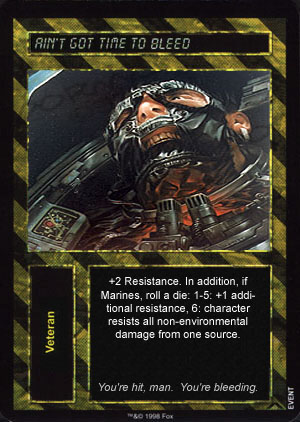 AIN'T GOT TIME TO BLEED
Veteran
+2 Resistance. In addition, if
Marines, roll a die: 1-5: +1 addi-
tional resistance, 6: character
resists all non-environmental
damage from one source.
You're hit, man.  You're bleeding.
™&© 1998 Fox
EVENT